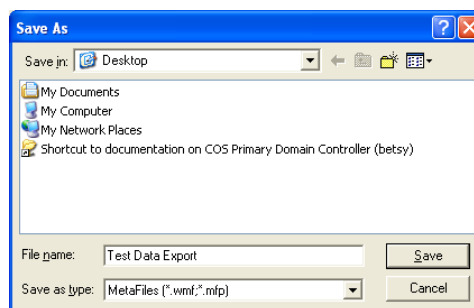 Save As
Save in: Desktop
My Documents
My Computer
My Network Places
Shortcut to documentation on COS Primary Domain Controller (betsy)
File name: Test Data Export Save
Save as type: MetaFiles (*.wmf;*.mfp) Cancel